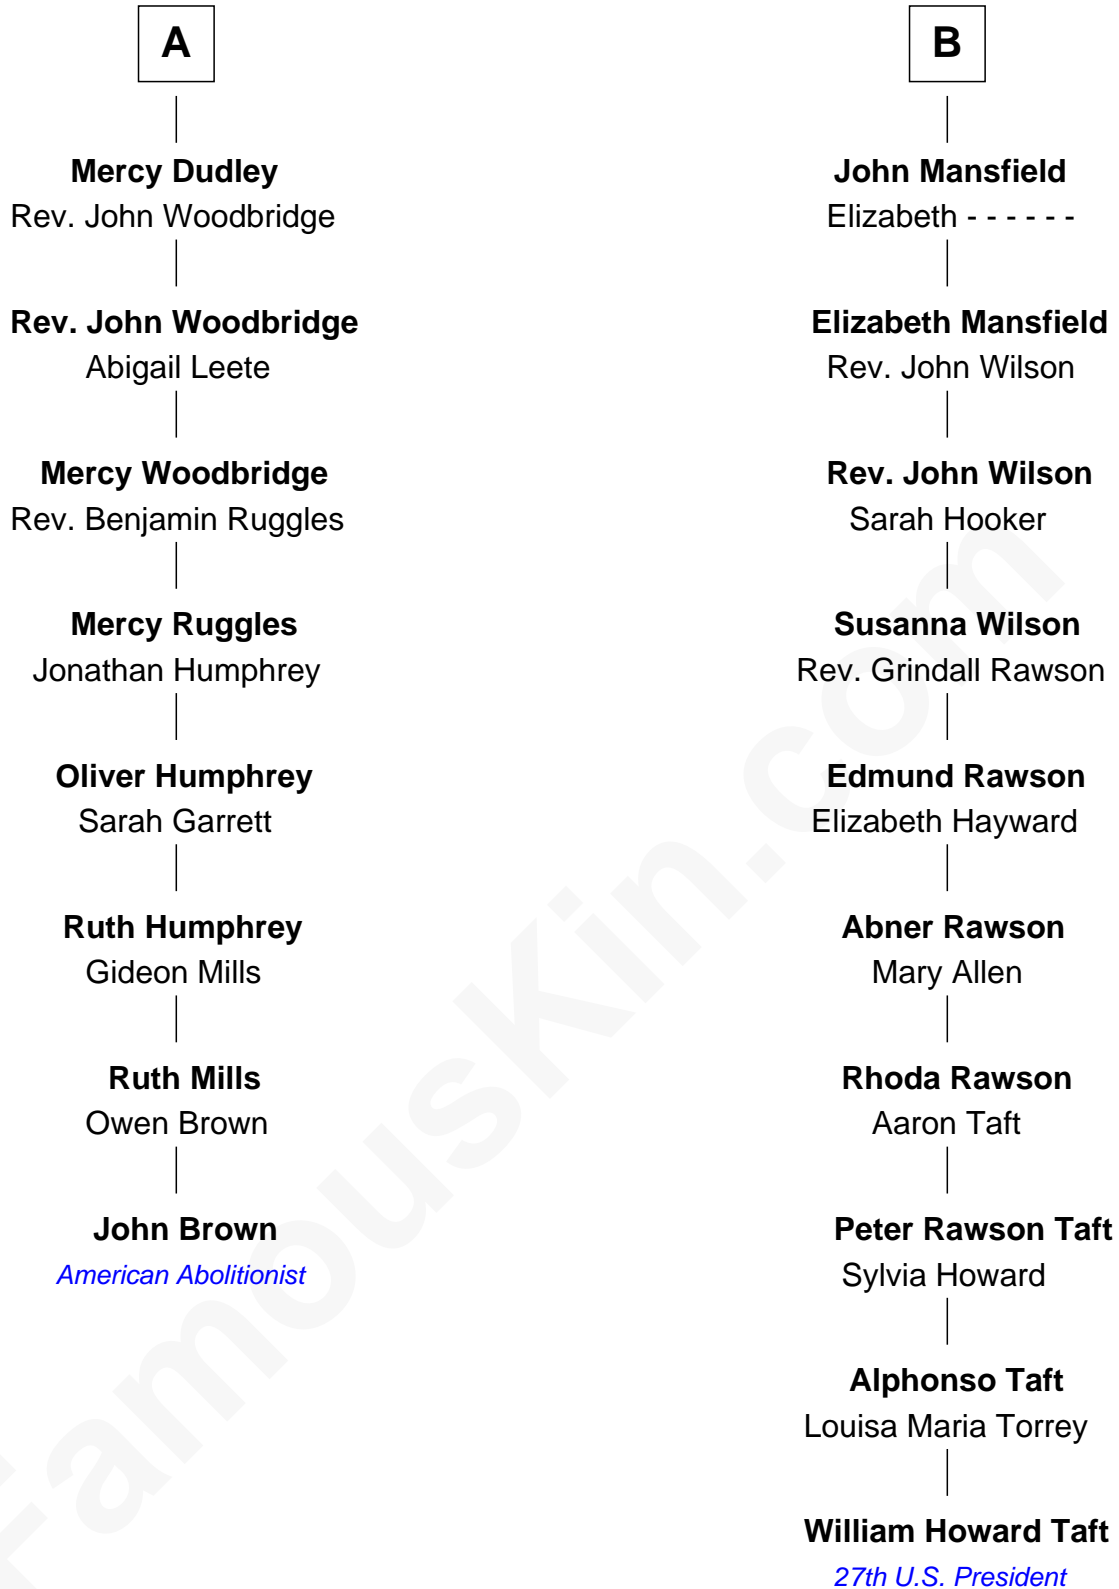 A
Mercy Dudley
Rev. John Woodbridge
Rev. John Woodbridge
Abigail Leete
Mercy Woodbridge
Rev. Benjamin Ruggles
Mercy Ruggles
Jonathan Humphrey
Oliver Humphrey
Sarah Garrett
Ruth Humphrey
Gideon Mills
Ruth Mills
Owen Brown
John Brown
American Abolitionist
B
John Mansfield
Elizabeth - - - - - -
Elizabeth Mansfield
Rev. John Wilson
Rev. John Wilson
Sarah Hooker
Susanna Wilson
Rev. Grindall Rawson
Edmund Rawson
Elizabeth Hayward
Abner Rawson
Mary Allen
Rhoda Rawson
Aaron Taft
Peter Rawson Taft
Sylvia Howard
Alphonso Taft
Louisa Maria Torrey
William Howard Taft
27th U.S. President
FamousKin.com